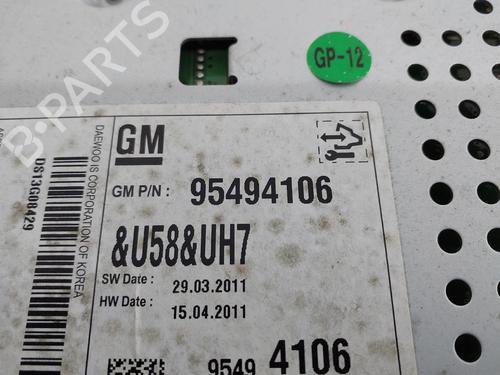 GP-12
B-PARTS
GM
GM P/N : 95494106
&U58&UH7
SW Date : 29.03.2011
HW Date : 15.04.2011
9549 4106
DAEWOO IS CORPORATION OF KOREA
DS13G08429